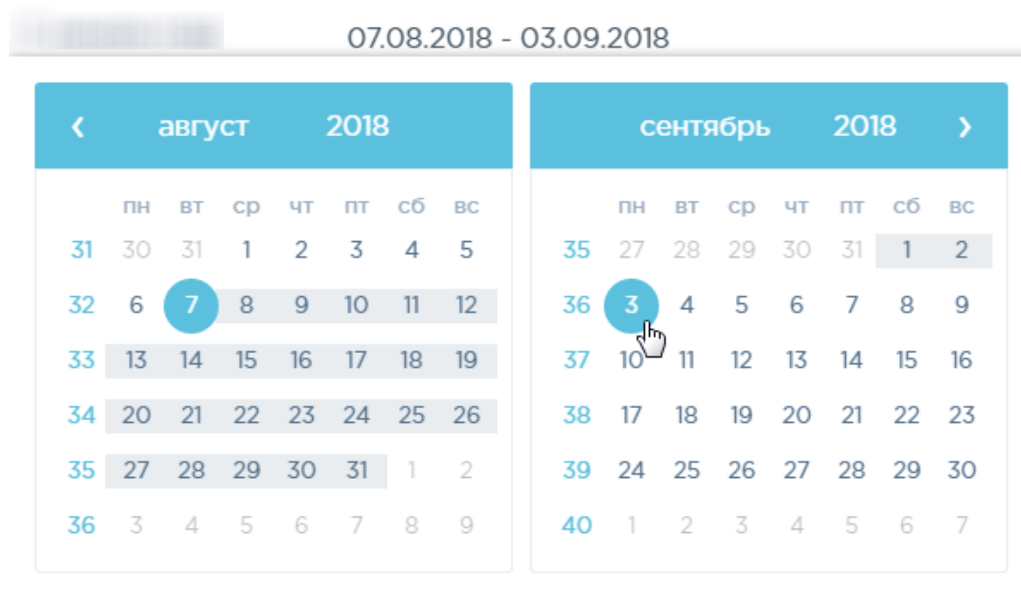 07.08.2018 - 03.09.2018
август 2018
пн вт ср чт пт сб вс
31 30 31 1 2 3 4 5
32 6 7 8 9 10 11 12
33 13 14 15 16 17 18 19
34 20 21 22 23 24 25 26
35 27 28 29 30 31 1 2
36 3 4 5 6 7 8 9
сентябрь 2018
пн вт ср чт пт сб вс
35 27 28 29 30 31 1 2
36 3 4 5 6 7 8 9
37 10 11 12 13 14 15 16
38 17 18 19 20 21 22 23
39 24 25 26 27 28 29 30
40 1 2 3 4 5 6 7